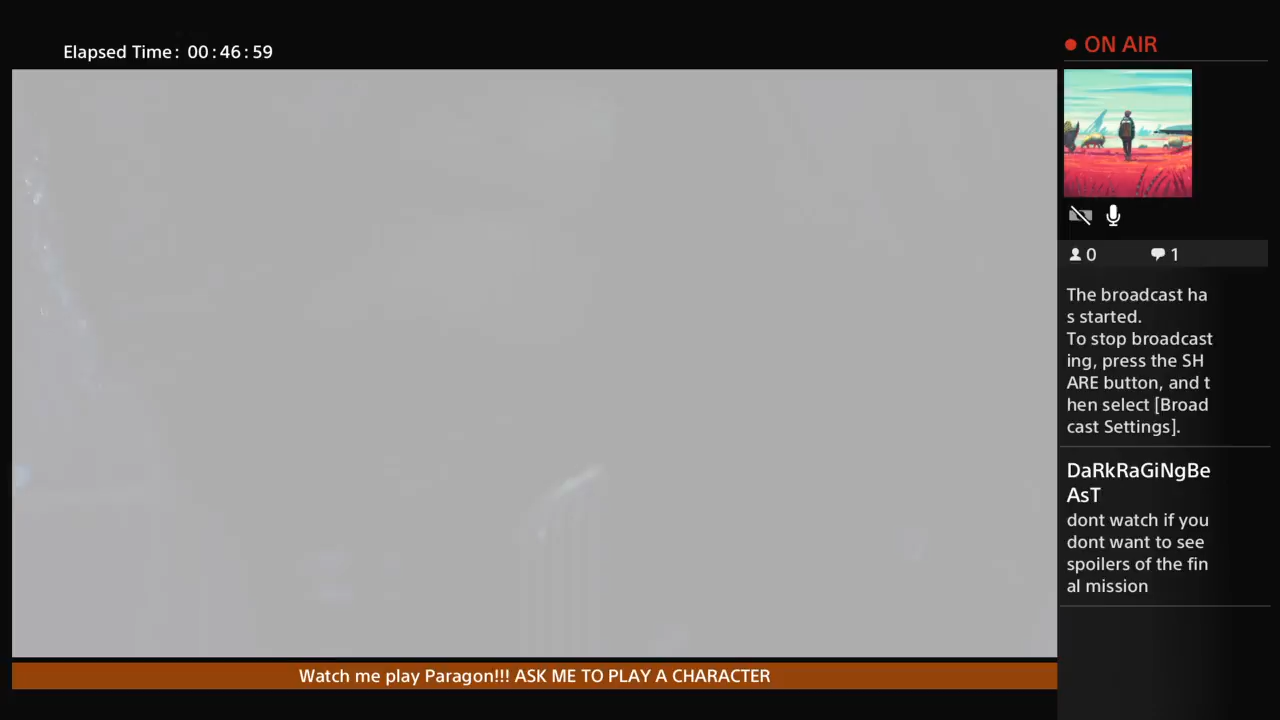 Elapsed Time: 00:46:59
ON AIR
0 1
The broadcast ha
s started.
To stop broadcast
ing, press the SH
ARE button, and t
hen select [Broad
cast Settings].
DaRkRaGiNgBe
AsT
dont watch if you
dont want to see
spoilers of the fin
al mission
Watch me play Paragon!!! ASK ME TO PLAY A CHARACTER